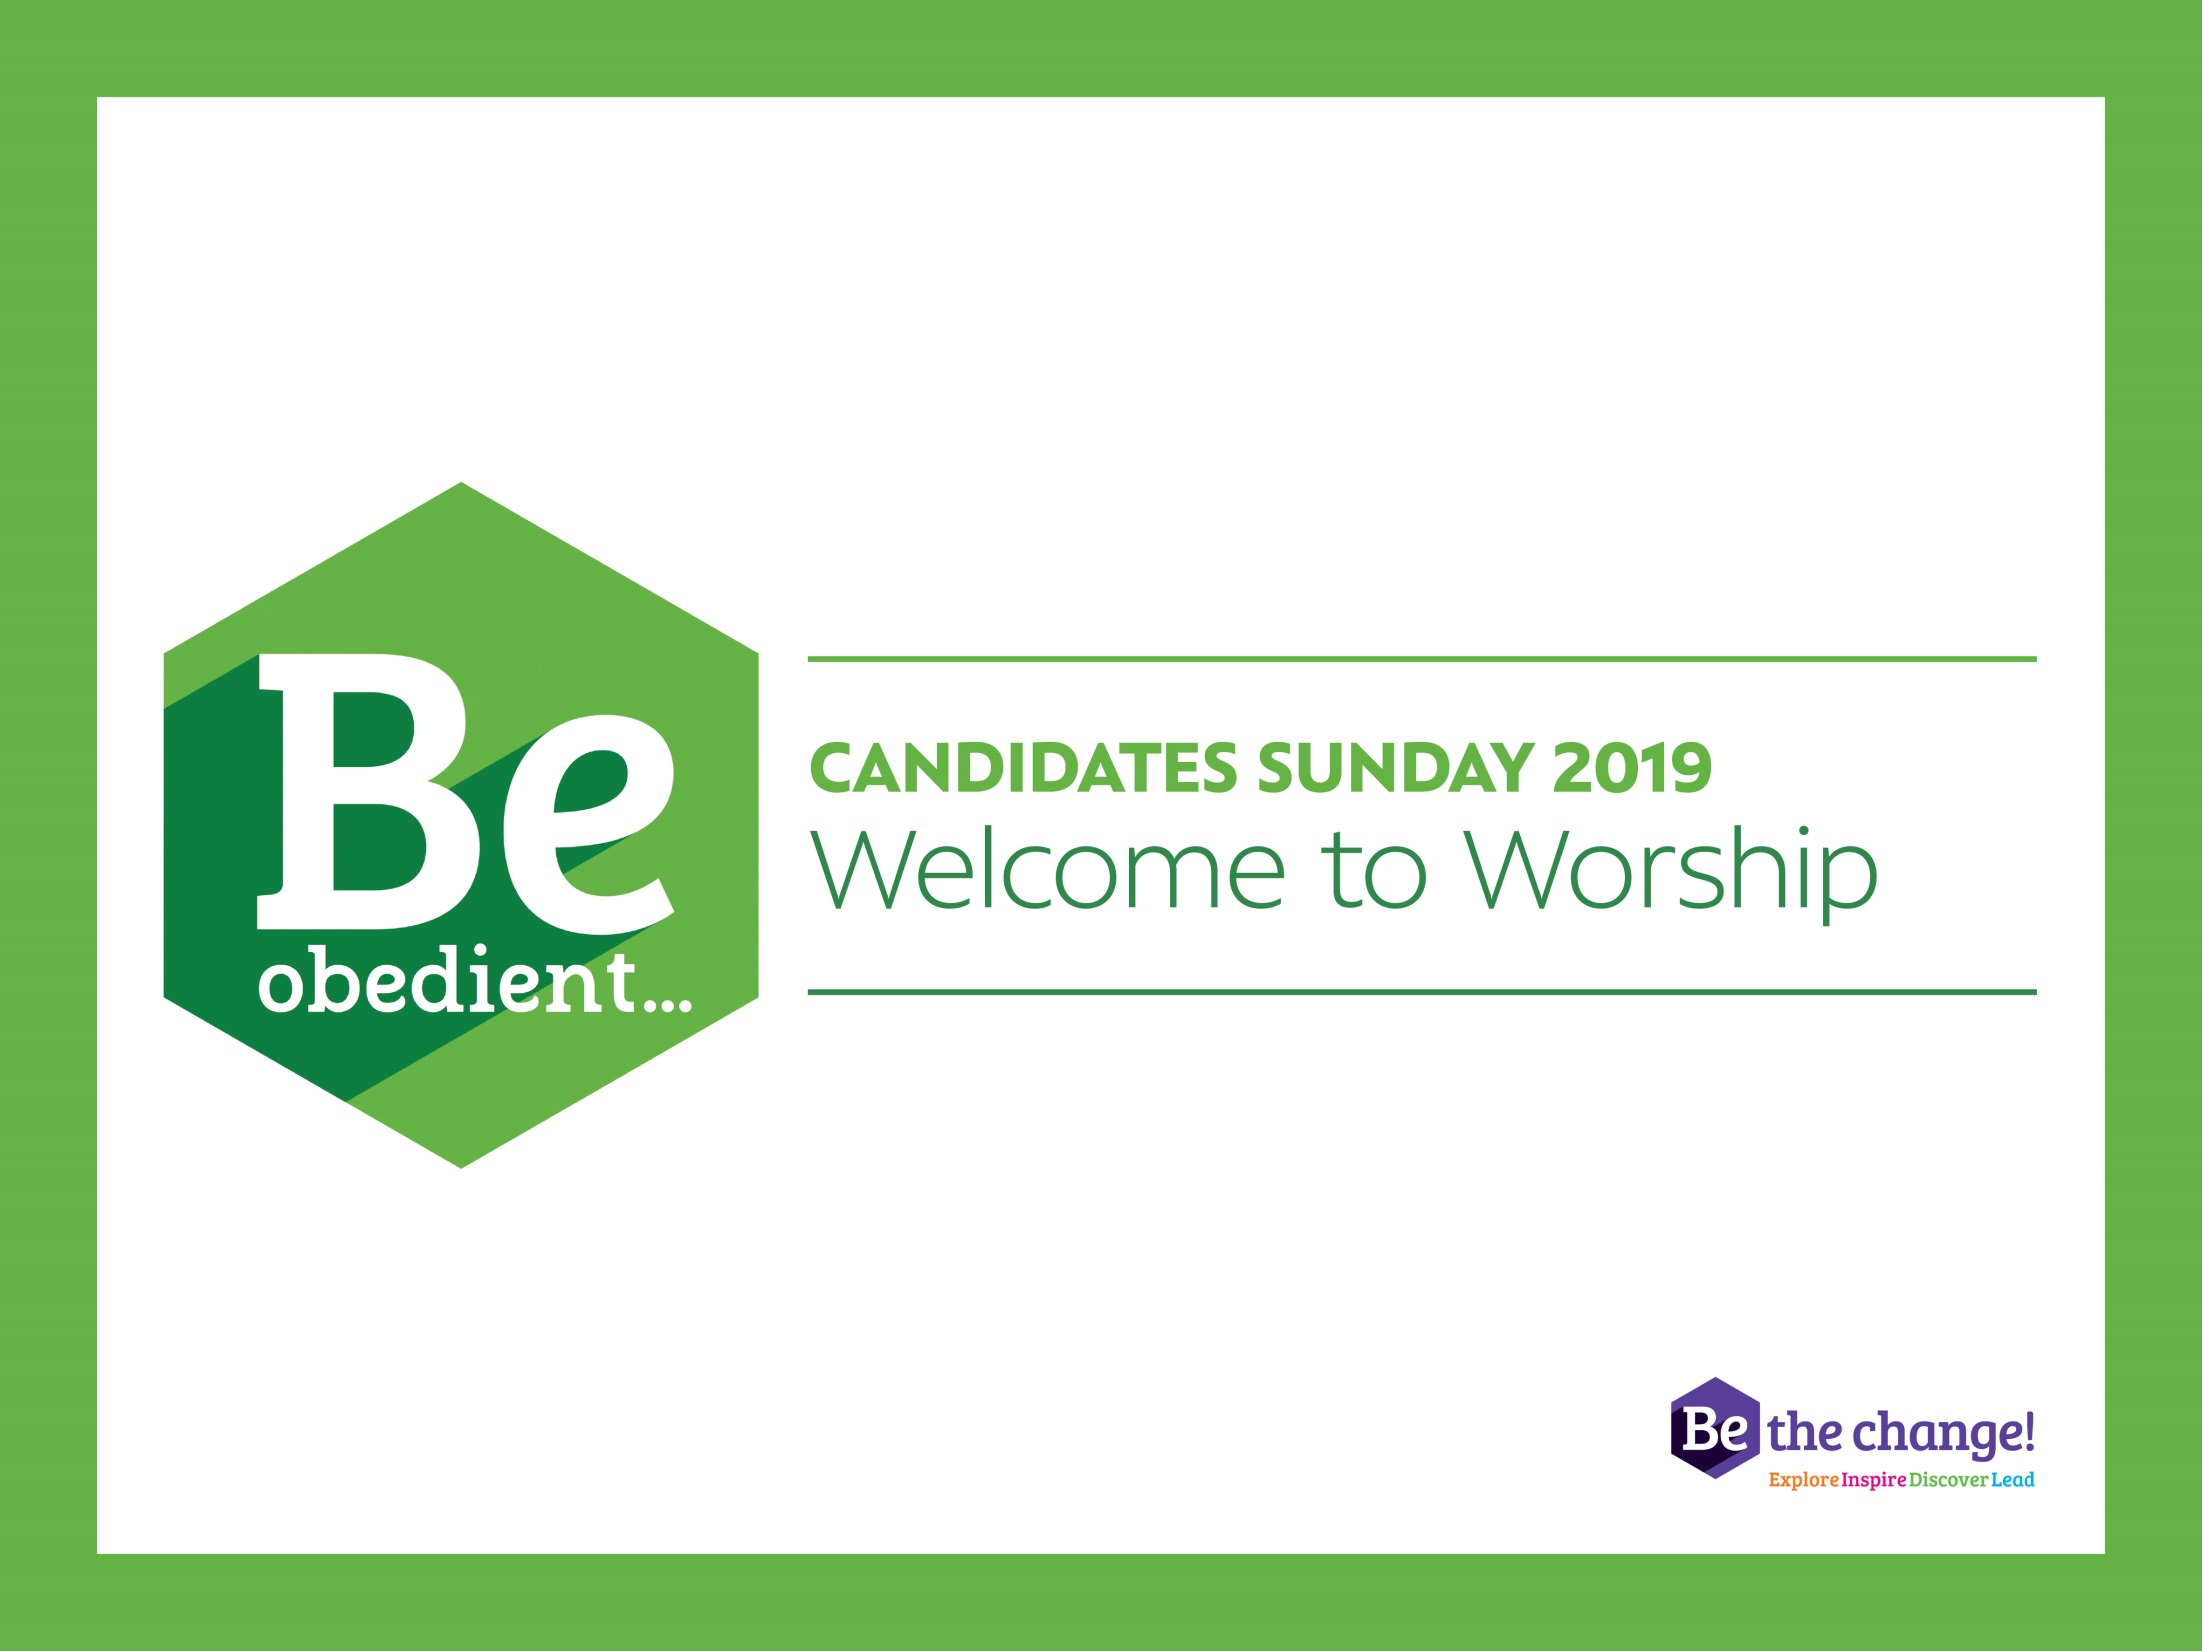 Be
obedient...
CANDIDATES SUNDAY 2019
Welcome to Worship
Be the change!
Explore Inspire Discover Lead